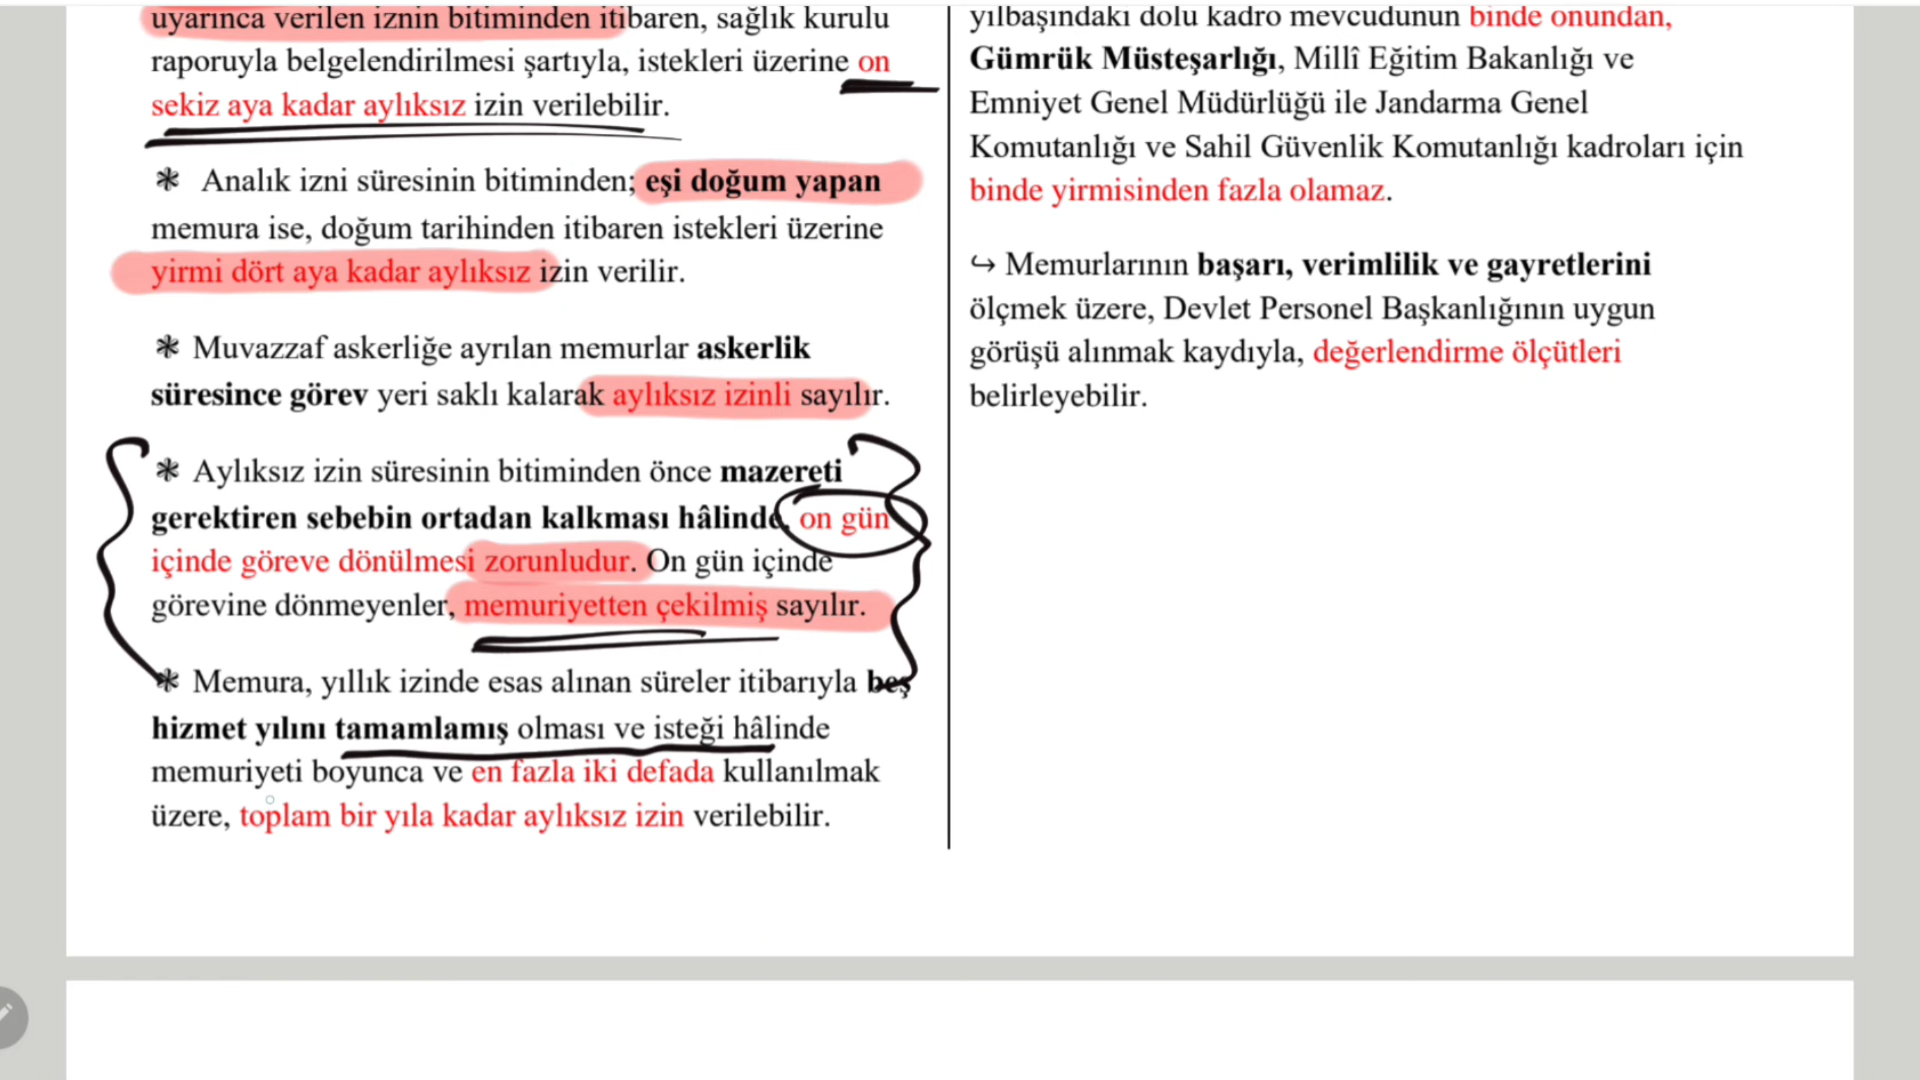 uyarınca verilen iznin bitiminden itibaren, sağlık kurulu
raporuyla belgelendirilmesi şartıyla, istekleri üzerine on
sekiz aya kadar aylıksız izin verilebilir.
❃ Analık izni süresinin bitiminden; eşi doğum yapan
memura ise, doğum tarihinden itibaren istekleri üzerine
yirmi dört aya kadar aylıksız izin verilir.
❃ Muvazzaf askerliğe ayrılan memurlar askerlik
süresince görev yeri saklı kalarak aylıksız izinli sayılır.
❃ Aylıksız izin süresinin bitiminden önce mazereti
gerektiren sebebin ortadan kalkması hâlinde, on gün
içinde göreve dönülmesi zorunludur. On gün içinde
görevine dönmeyenler, memuriyetten çekilmiş sayılır.
❃ Memura, yıllık izinde esas alınan süreler itibarıyla beş
hizmet yılını tamamlamış olması ve isteği hâlinde
memuriyeti boyunca ve en fazla iki defada kullanılmak
üzere, toplam bir yıla kadar aylıksız izin verilebilir.
yılbaşındaki dolu kadro mevcudunun binde onundan,
Gümrük Müsteşarlığı, Millî Eğitim Bakanlığı ve
Emniyet Genel Müdürlüğü ile Jandarma Genel
Komutanlığı ve Sahil Güvenlik Komutanlığı kadroları için
binde yirmisinden fazla olamaz.
↪ Memurlarının başarı, verimlilik ve gayretlerini
ölçmek üzere, Devlet Personel Başkanlığının uygun
görüşü alınmak kaydıyla, değerlendirme ölçütleri
belirleyebilir.